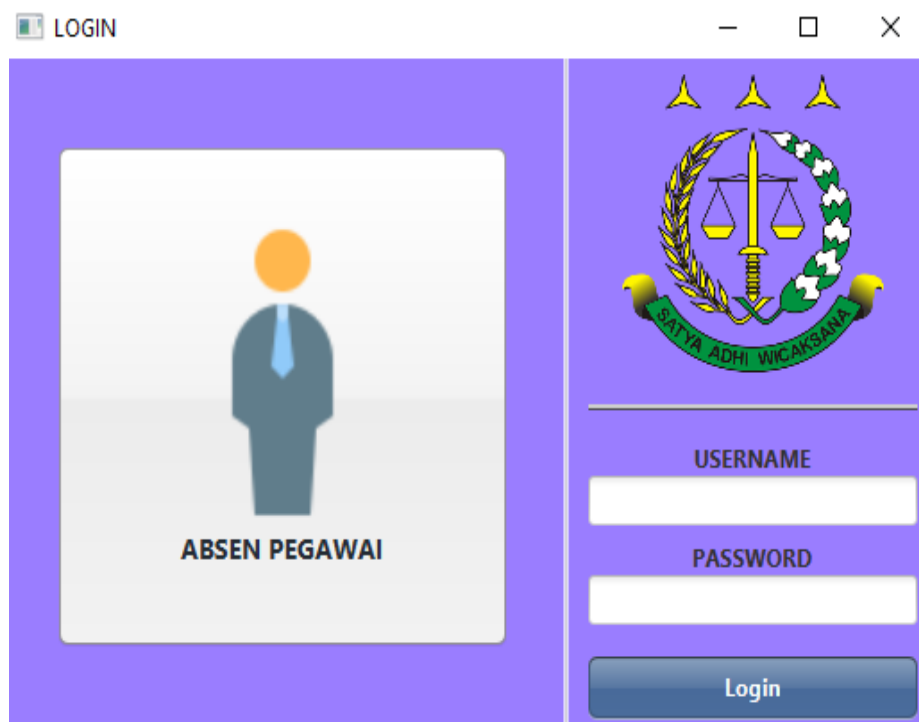 LOGIN
ABSEN PEGAWAI
SATYA ADHI WICAKSANA
USERNAME
PASSWORD
Login